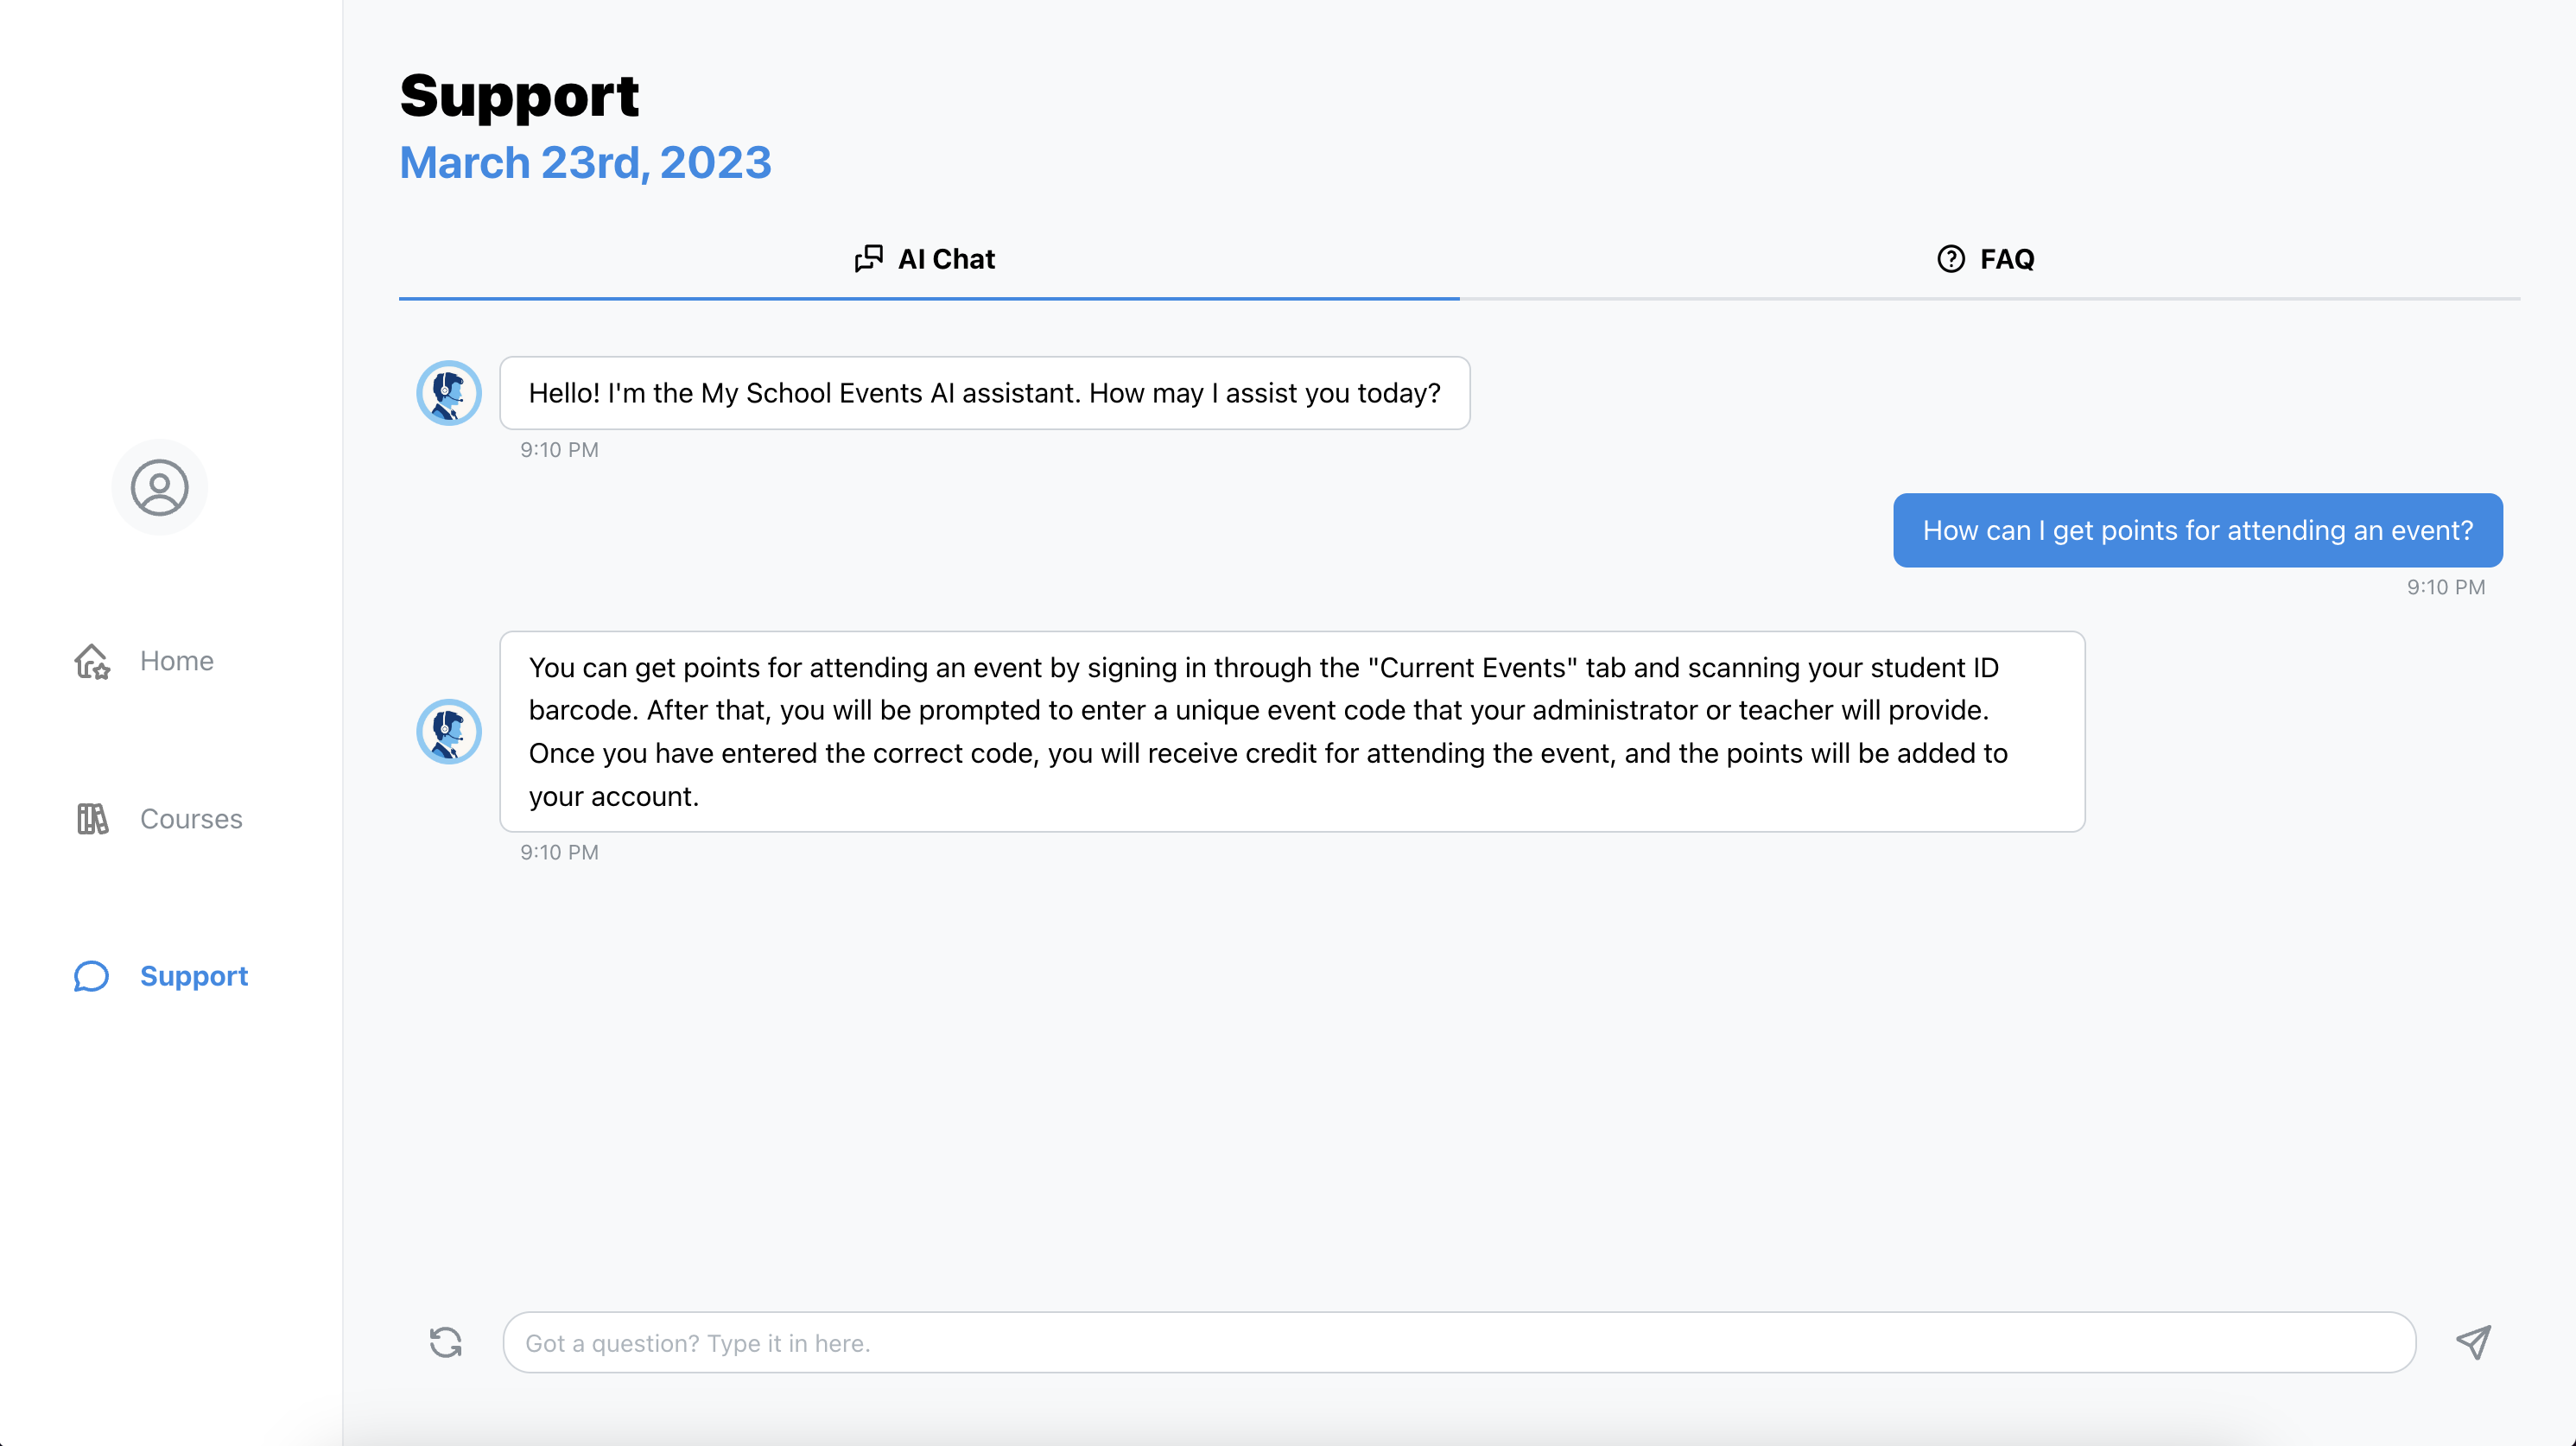 Support
March 23rd, 2023
AI Chat
FAQ
Hello! I'm the My School Events AI assistant. How may I assist you today?
9:10 PM
How can I get points for attending an event?
9:10 PM
You can get points for attending an event by signing in through the "Current Events" tab and scanning your student ID
barcode. After that, you will be prompted to enter a unique event code that your administrator or teacher will provide.
Once you have entered the correct code, you will receive credit for attending the event, and the points will be added to
your account.
9:10 PM
Home
Courses
Support
Got a question? Type it in here.